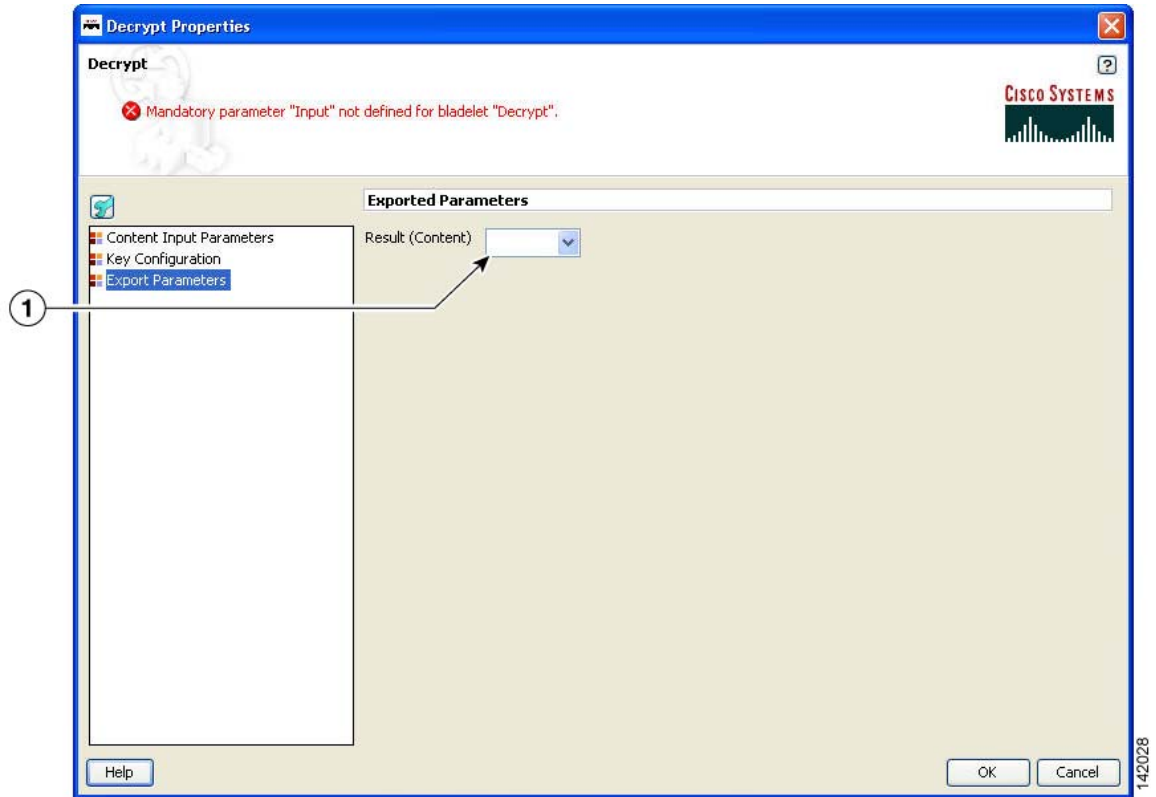 Decrypt Properties
Decrypt
Mandatory parameter "Input" not defined for bladelet "Decrypt".
CISCO SYSTEMS
Exported Parameters
Content Input Parameters
Key Configuration
Export Parameters
Result (Content)
1
Help
OK
Cancel
142028